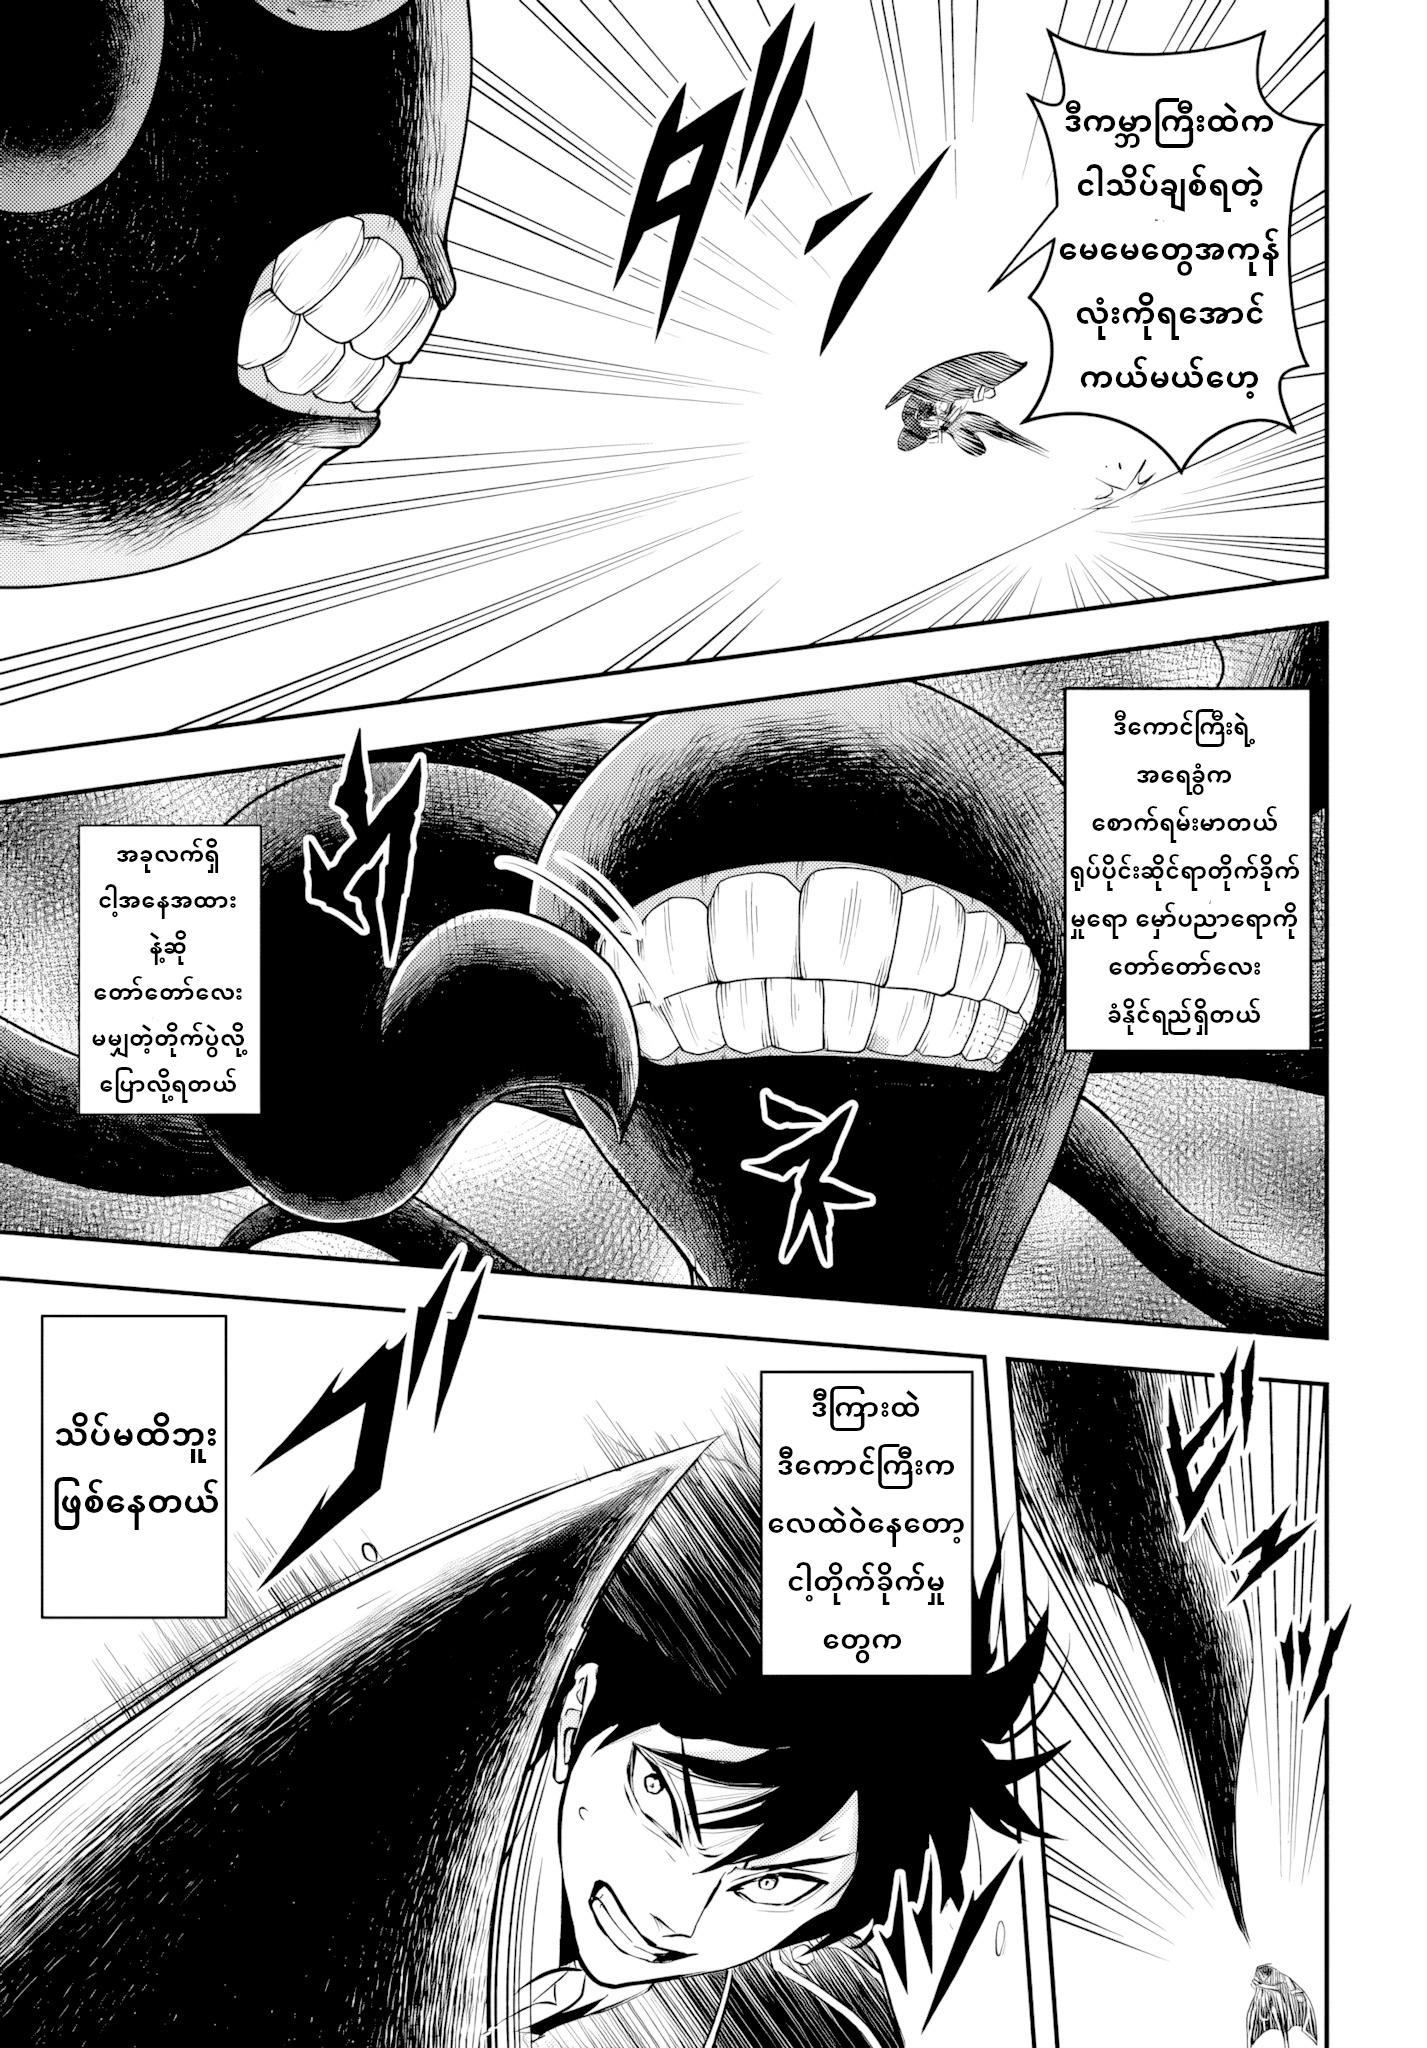 ဒီကမ္ဘာကြီးထဲက
ငါသိပ်ချစ်ရတဲ့
မေမေတွေအကုန်
လုံးကိုရအောင်
ကယ်မယ်ဟေ့
ダッ
ဒီကောင်ကြီးရဲ့
အရေခွံက
စောက်ရမ်းမာတယ်
ရုပ်ပိုင်းဆိုင်ရာတိုက်ခိုက်
မှုရော မှော်ပညာရောကို
တော်တော်လေး
ခံနိုင်ရည်ရှိတယ်
အခုလက်ရှိ
ငါ့အနေအထား
နဲ့ဆို
တော်တော်လေး
မမျှတဲ့တိုက်ပွဲလို့
ပြောလို့ရတယ်
ဒီကြားထဲ
ဒီကောင်ကြီးက
လေထဲဝဲနေတော့
ငါ့တိုက်ခိုက်မှု
တွေက
သိပ်မထိဘူး
ဖြစ်နေတယ်